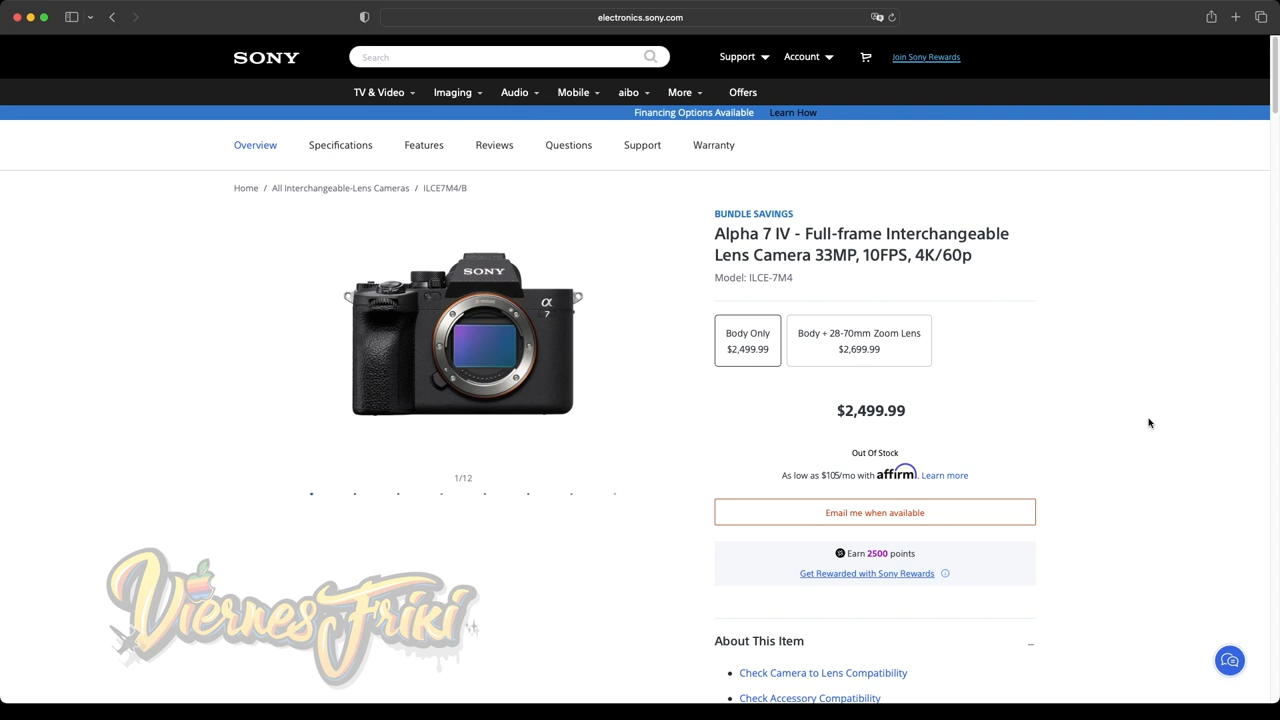 electronics.sony.com
SONY
Search
Support
Account
Join Sony Rewards
TV & Video
Imaging
Audio
Mobile
aibo
More
Offers
Financing Options Available
Learn How
Overview
Specifications
Features
Reviews
Questions
Support
Warranty
Home / All Interchangeable-Lens Cameras / ILCE7M4/B
SONY
α
7
1/12
BUNDLE SAVINGS
Alpha 7 IV - Full-frame Interchangeable
Lens Camera 33MP, 10FPS, 4K/60p
Model: ILCE-7M4
Body Only
$2,499.99
Body + 28-70mm Zoom Lens
$2,699.99
$2,499.99
Out Of Stock
As low as $105/mo with affirm. Learn more
Email me when available
Earn 2500 points
Get Rewarded with Sony Rewards
About This Item
Check Camera to Lens Compatibility
Check Accessory Compatibility
Viernes Friki